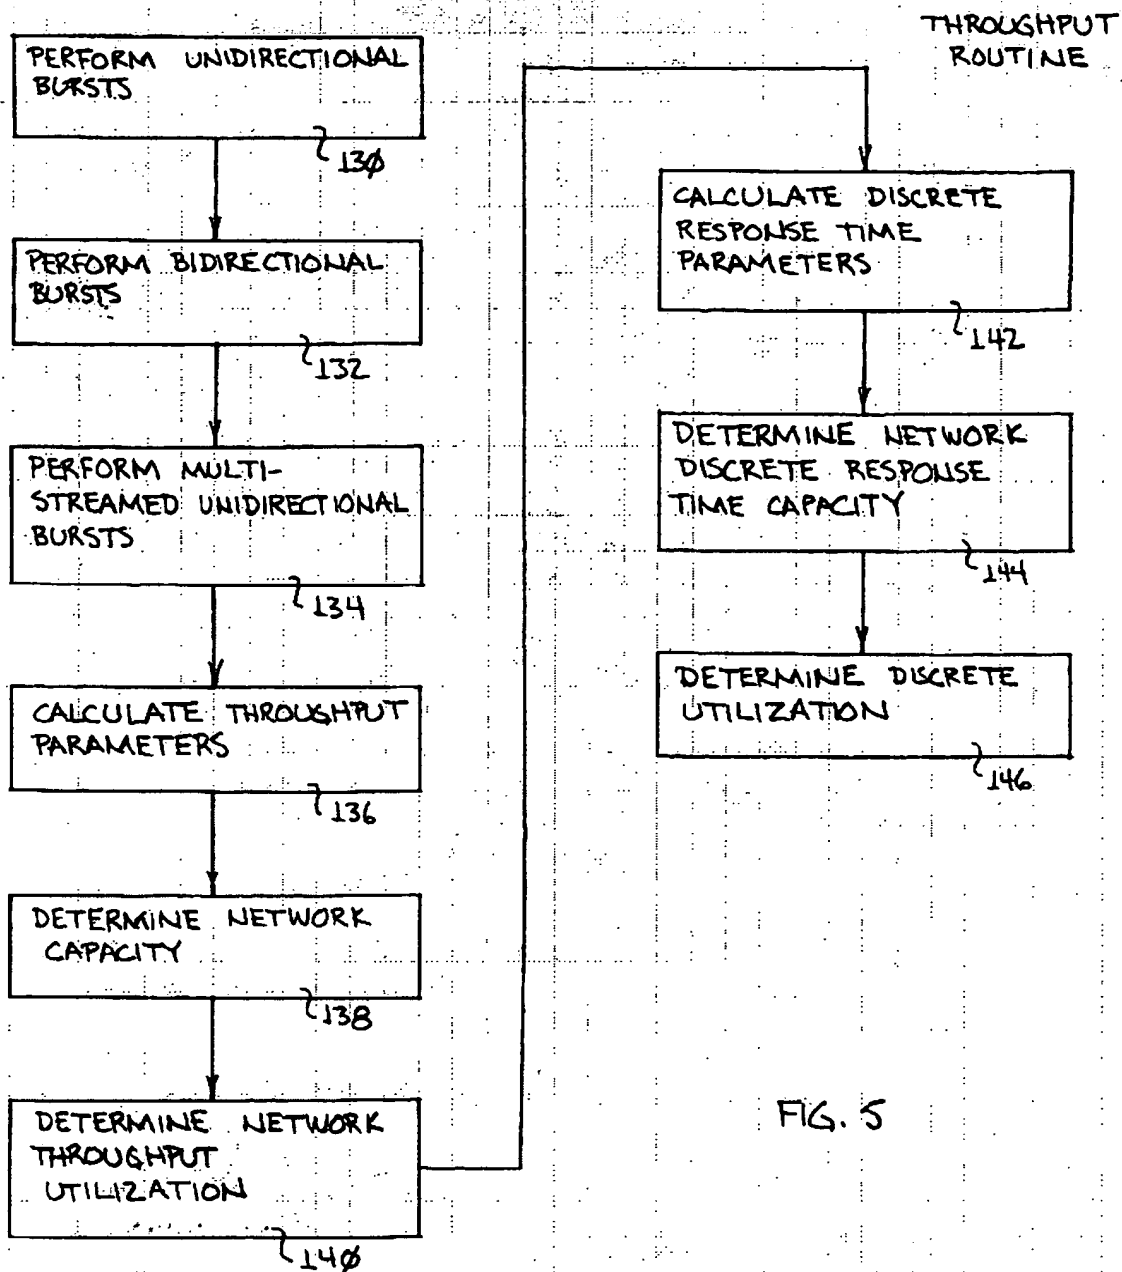 THROUGHPUT
ROUTINE
PERFORM UNIDIRECTIONAL
BURSTS
130
PERFORM BIDIRECTIONAL
BURSTS
132
PERFORM MULTI-
STREAMED UNIDIRECTIONAL
BURSTS
134
CALCULATE THROUGHPUT
PARAMETERS
136
DETERMINE NETWORK
CAPACITY
138
DETERMINE NETWORK
THROUGHPUT
UTILIZATION
140
CALCULATE DISCRETE
RESPONSE TIME
PARAMETERS
142
DETERMINE NETWORK
DISCRETE RESPONSE
TIME CAPACITY
144
DETERMINE DISCRETE
UTILIZATION
146
FIG. 5